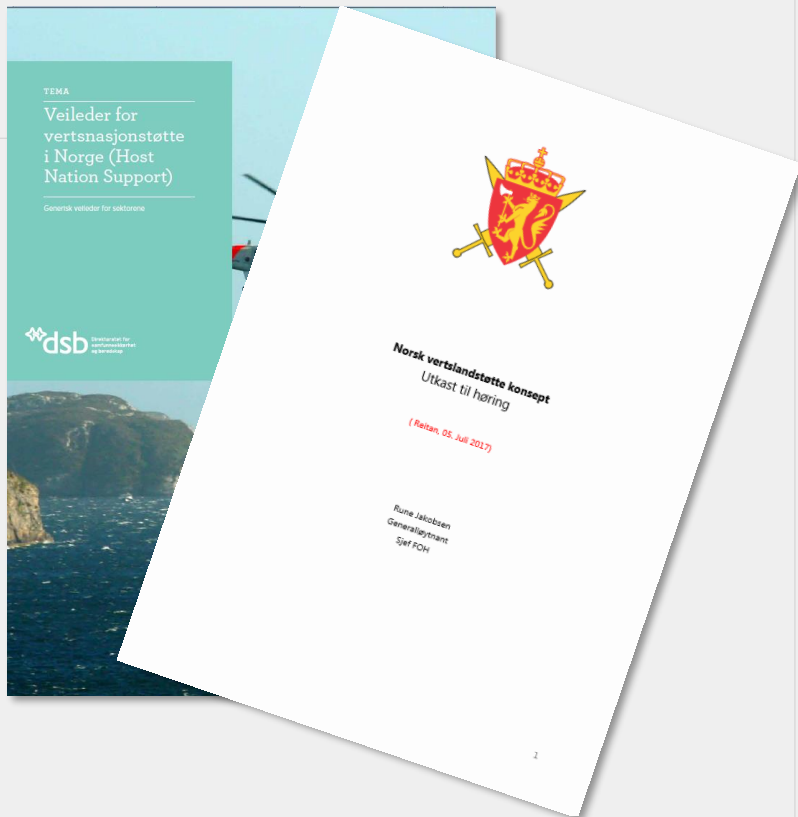 TEMA
Veileder for
vertsnasjonstøtte
i Norge (Host
Nation Support)
Generisk veileder for sektorene
dsb
Direktoratet for
samfunnssikkerhet
og beredskap
Norsk vertslandstøtte konsept
Utkast til høring
( Reitan, 05. Juli 2017)
Rune Jakobsen
Generalløytnant
Sjef FOH
1